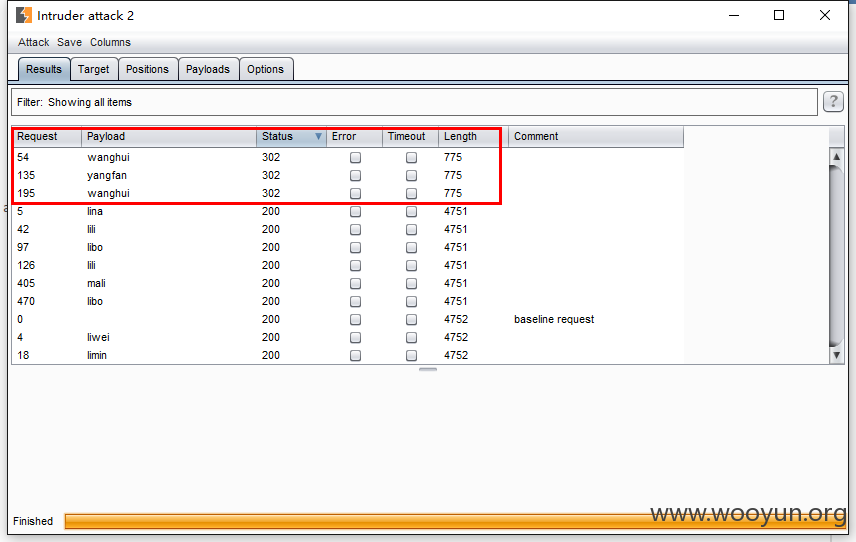 Intruder attack 2
Attack Save Columns
Results Target Positions Payloads Options
Filter: Showing all items ?
Request Payload Status Error Timeout Length Comment
54 wanghui 302 775
135 yangfan 302 775
195 wanghui 302 775
5 lina 200 4751
42 lili 200 4751
97 libo 200 4751
126 lili 200 4751
405 mali 200 4751
470 libo 200 4751
0 200 4752 baseline request
4 liwei 200 4752
18 limin 200 4752
Finished
www.wooyun.org